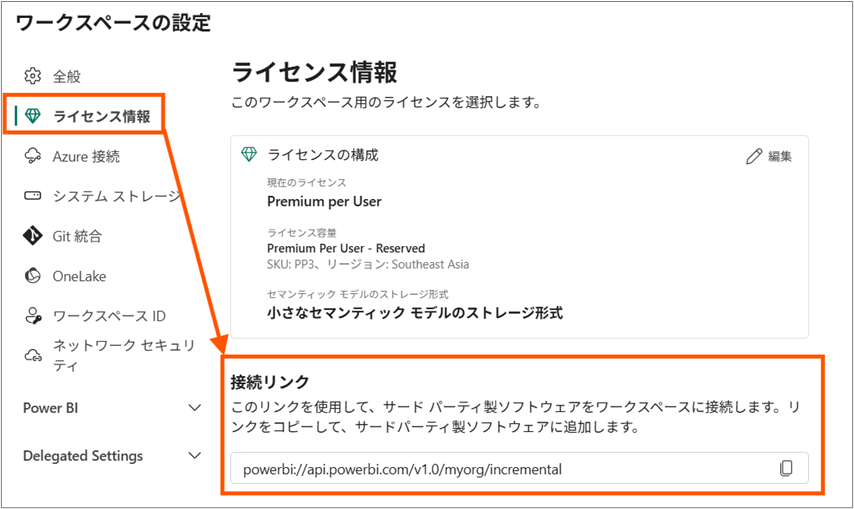 ワークスペースの設定
全般
ライセンス情報
Azure 接続
システム ストレージ
Git 統合
OneLake
ワークスペース ID
ネットワーク セキュリ
ティ
Power BI
Delegated Settings
ライセンス情報
このワークスペース用のライセンスを選択します。
ライセンスの構成
編集
現在のライセンス
Premium per User
ライセンス容量
Premium Per User - Reserved
SKU: PP3、リージョン: Southeast Asia
セマンティック モデルのストレージ形式
小さなセマンティック モデルのストレージ形式
接続リンク
このリンクを使用して、サード パーティ製ソフトウェアをワークスペースに接続します。リ
ンクをコピーして、サードパーティ製ソフトウェアに追加します。
powerbi://api.powerbi.com/v1.0/myorg/incremental